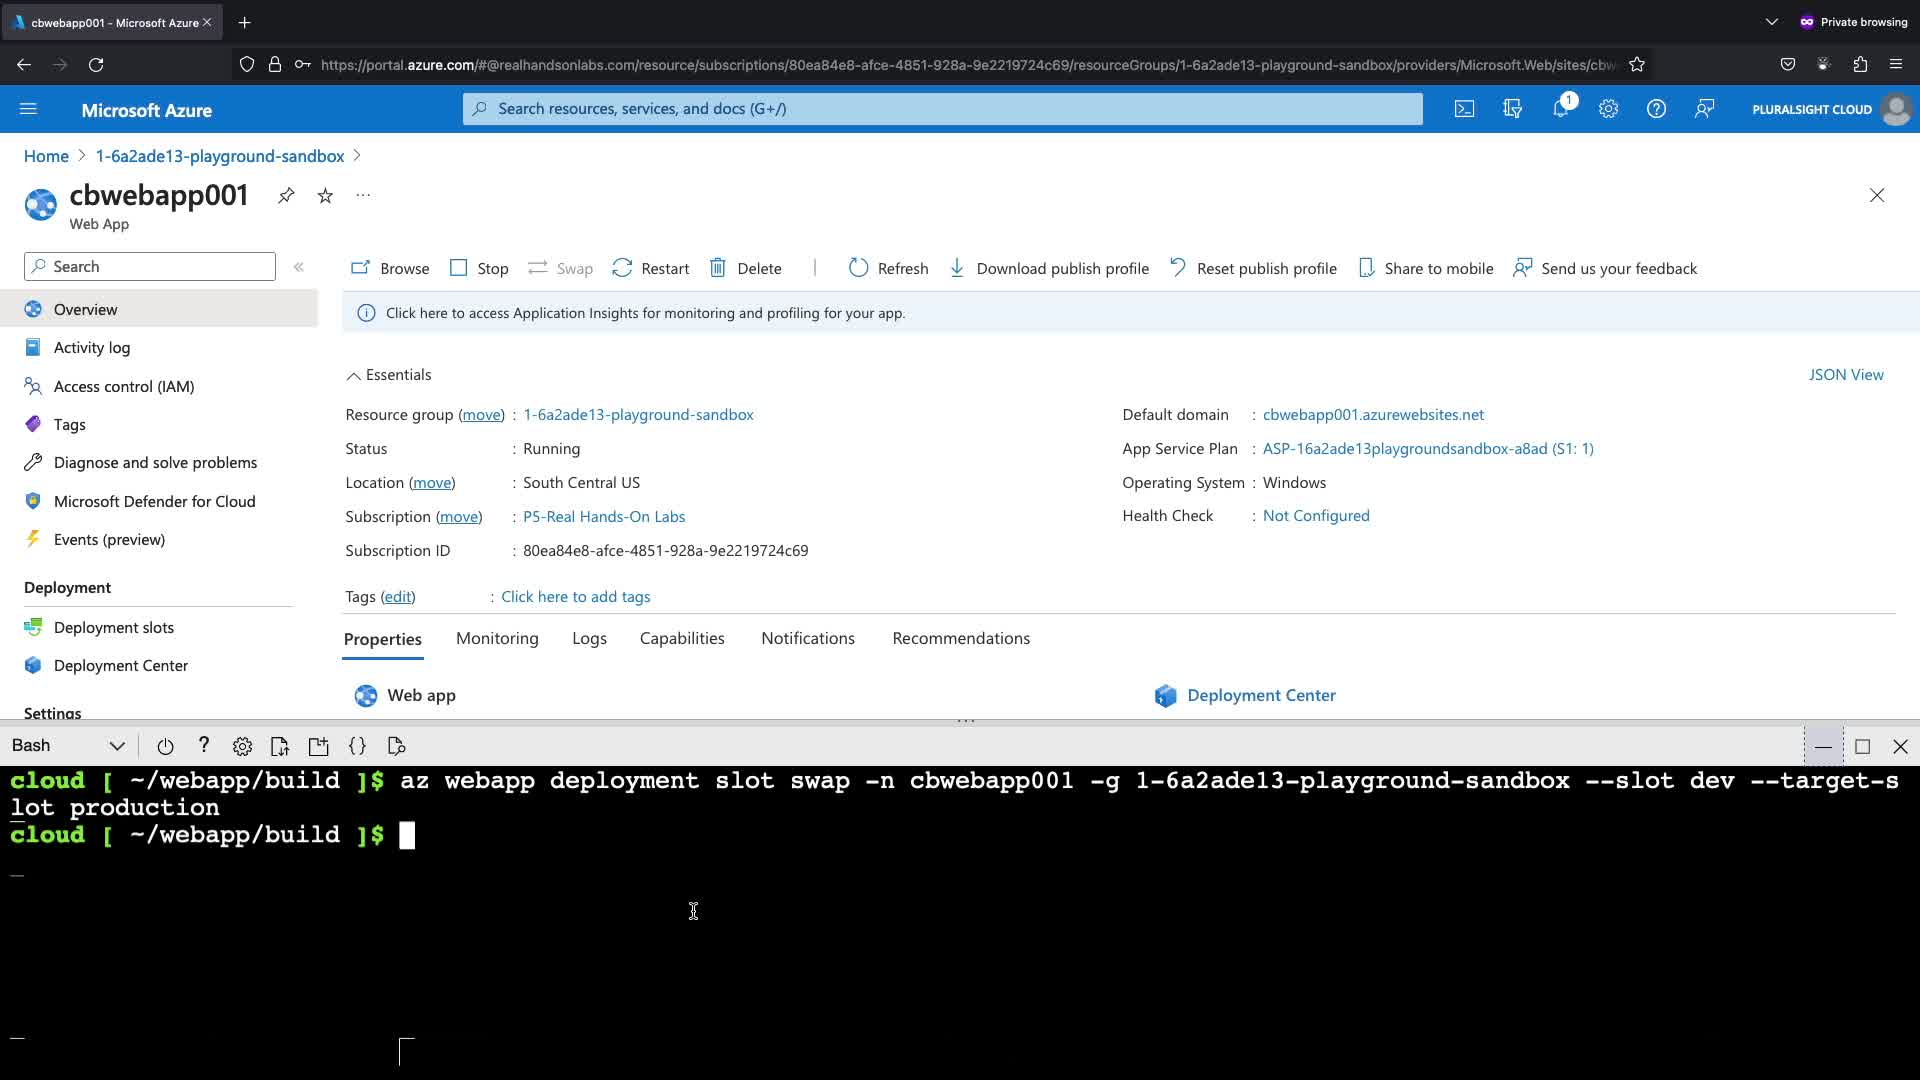 cbwebapp001 - Microsoft Azure
Private browsing
https://portal.azure.com/#@realhandsonlabs.com/resource/subscriptions/80ea84e8-afce-4851-928a-9e2219724c69/resourceGroups/1-6a2ade13-playground-sandbox/providers/Microsoft.Web/sites/cbw
Microsoft Azure
Search resources, services, and docs (G+/)
1
PLURALSIGHT CLOUD
Home > 1-6a2ade13-playground-sandbox >
cbwebapp001
Web App
Search
Browse Stop Swap Restart Delete Refresh Download publish profile Reset publish profile Share to mobile Send us your feedback
Overview
Activity log
Access control (IAM)
Tags
Diagnose and solve problems
Microsoft Defender for Cloud
Events (preview)
Deployment
Deployment slots
Deployment Center
Settings
Click here to access Application Insights for monitoring and profiling for your app.
Essentials
JSON View
Resource group (move) : 1-6a2ade13-playground-sandbox
Status : Running
Location (move) : South Central US
Subscription (move) : P5-Real Hands-On Labs
Subscription ID : 80ea84e8-afce-4851-928a-9e2219724c69
Default domain : cbwebapp001.azurewebsites.net
App Service Plan : ASP-16a2ade13playgroundsandbox-a8ad (S1: 1)
Operating System : Windows
Health Check : Not Configured
Tags (edit) : Click here to add tags
Properties Monitoring Logs Capabilities Notifications Recommendations
Web app
Deployment Center
Bash
cloud [ ~/webapp/build ]$ az webapp deployment slot swap -n cbwebapp001 -g 1-6a2ade13-playground-sandbox --slot dev --target-s
lot production
cloud [ ~/webapp/build ]$